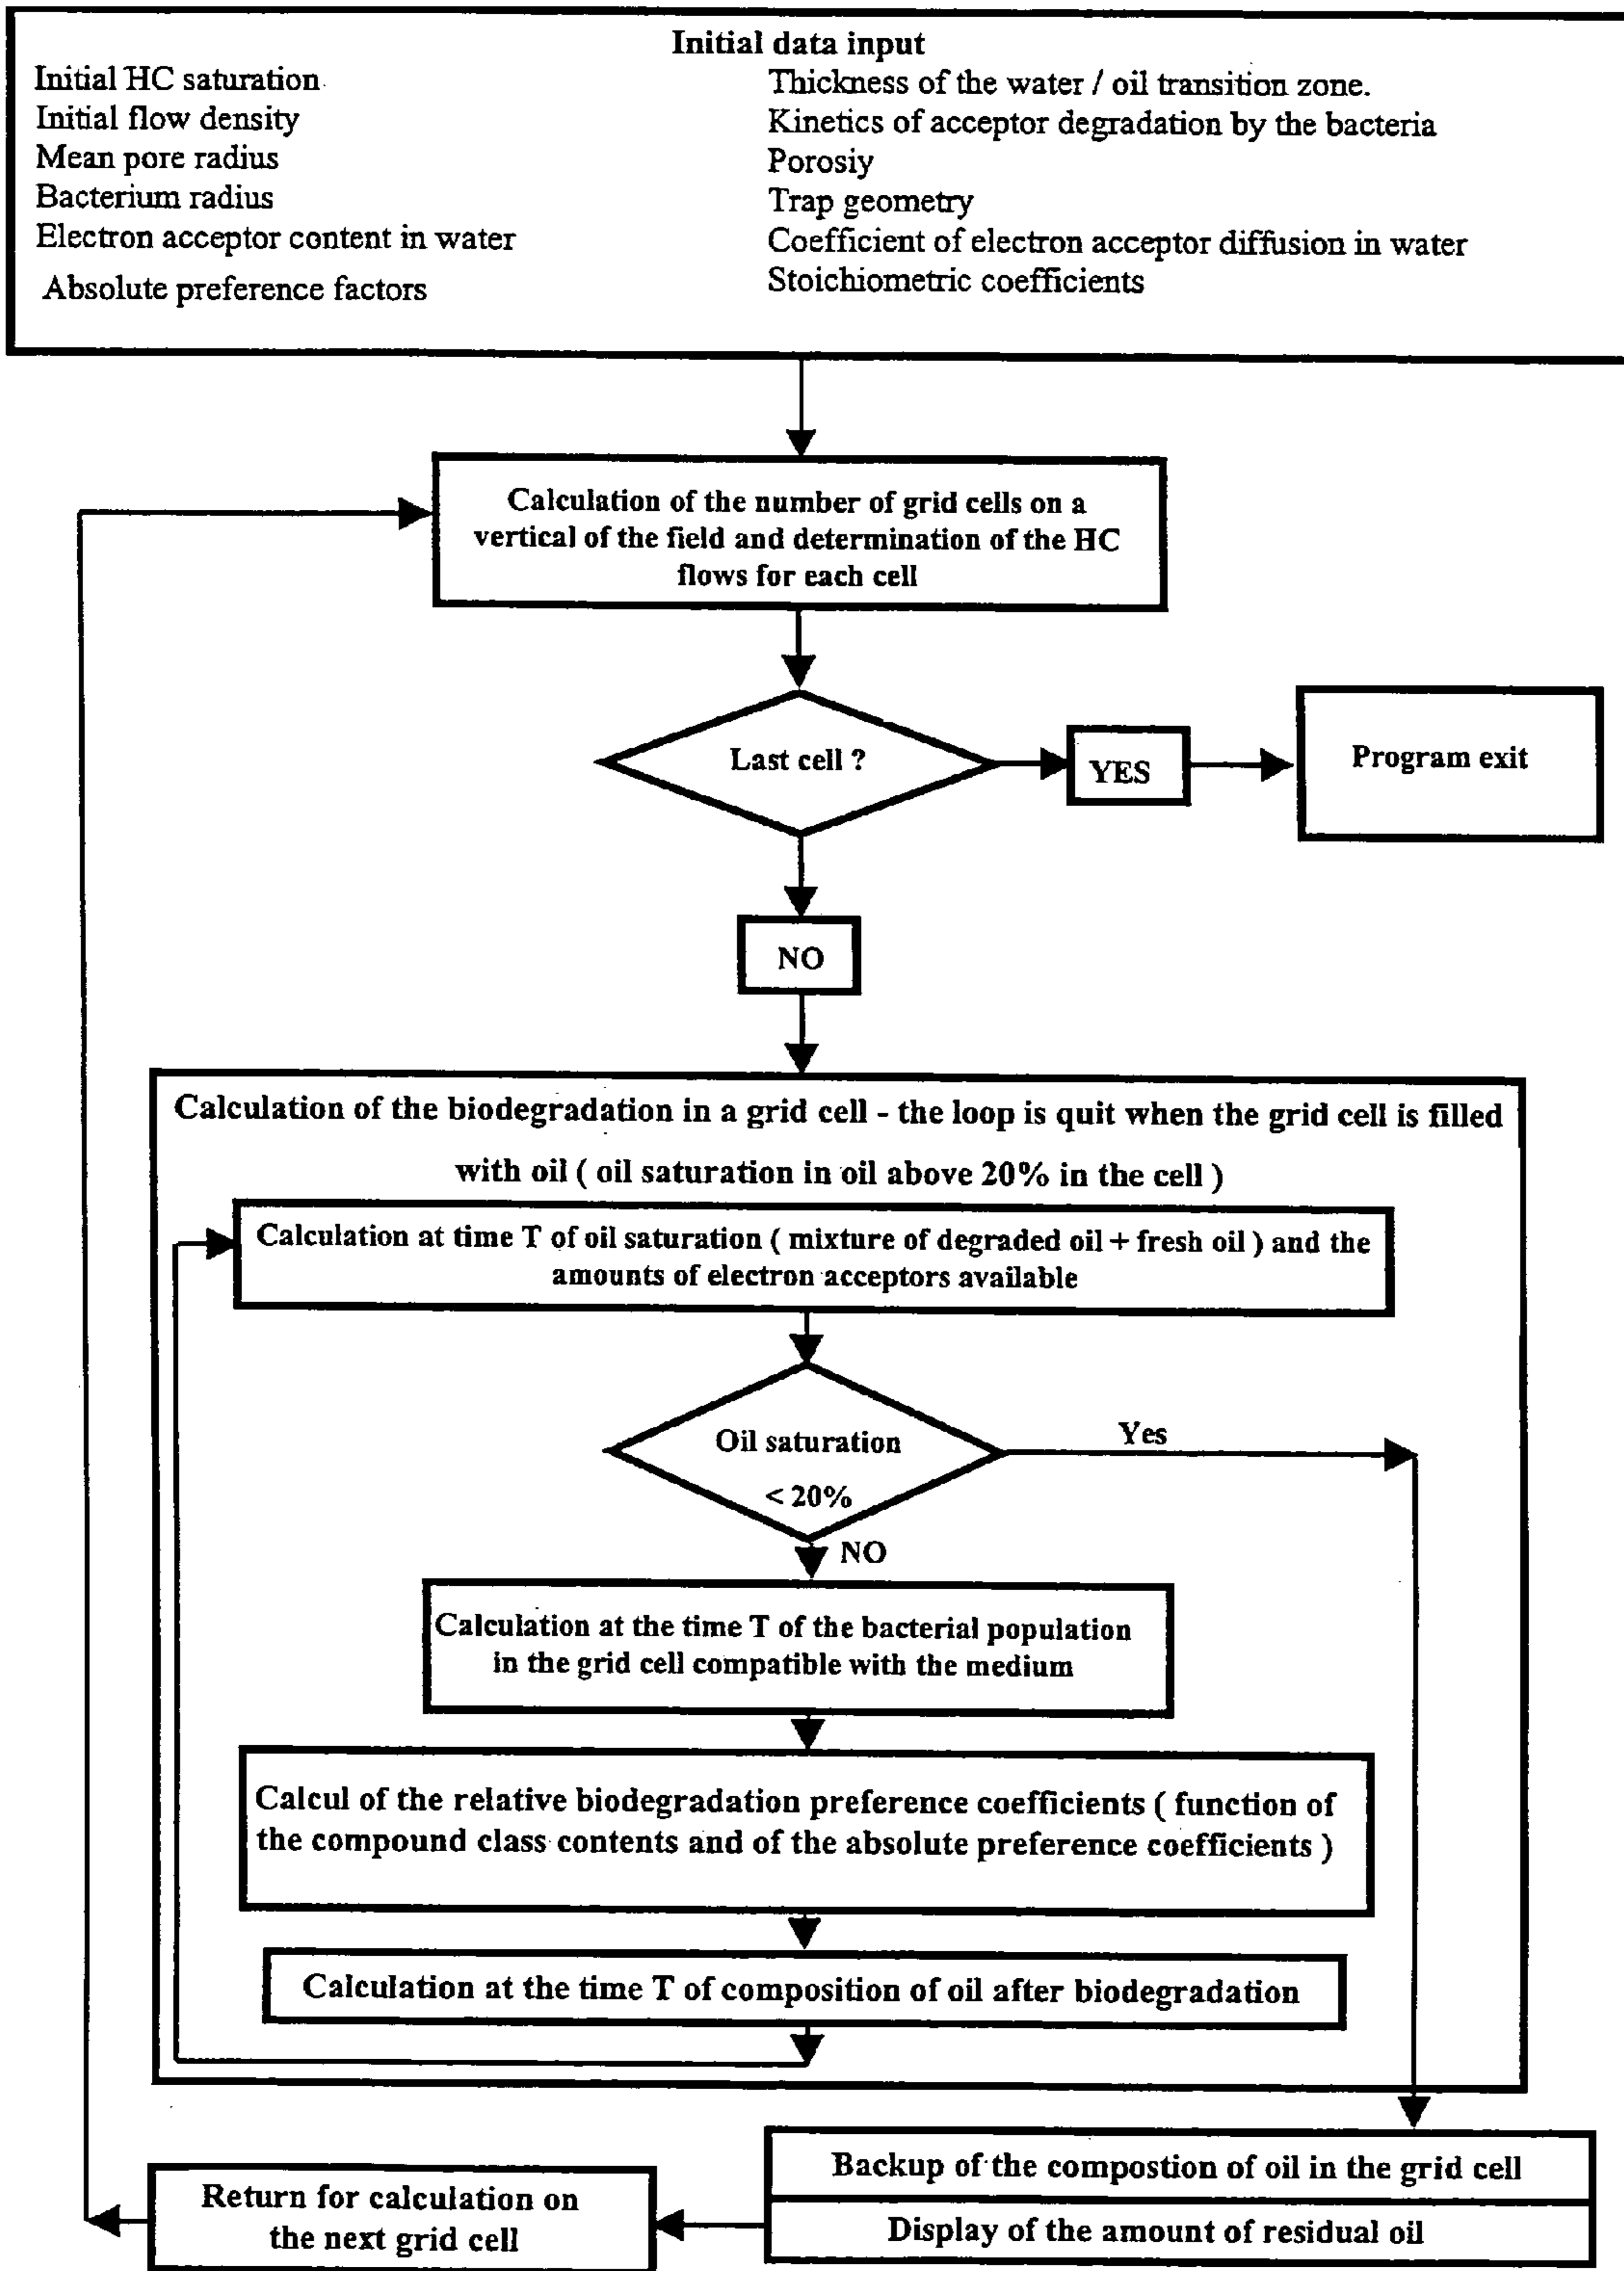 Initial data input
Initial HC saturation
Initial flow density
Mean pore radius
Bacterium radius
Electron acceptor content in water
Absolute preference factors
Thickness of the water / oil transition zone.
Kinetics of acceptor degradation by the bacteria
Porosiy
Trap geometry
Coefficient of electron acceptor diffusion in water
Stoichiometric coefficients
Calculation of the number of grid cells on a
vertical of the field and determination of the HC
flows for each cell
Last cell ?
YES
Program exit
NO
Calculation of the biodegradation in a grid cell - the loop is quit when the grid cell is filled
with oil ( oil saturation in oil above 20% in the cell )
Calculation at time T of oil saturation ( mixture of degraded oil + fresh oil ) and the
amounts of electron acceptors available
Oil saturation
< 20%
Yes
NO
Calculation at the time T of the bacterial population
in the grid cell compatible with the medium
Calcul of the relative biodegradation preference coefficients ( function of
the compound class contents and of the absolute preference coefficients )
Calculation at the time T of composition of oil after biodegradation
Backup of the compostion of oil in the grid cell
Display of the amount of residual oil
Return for calculation on
the next grid cell